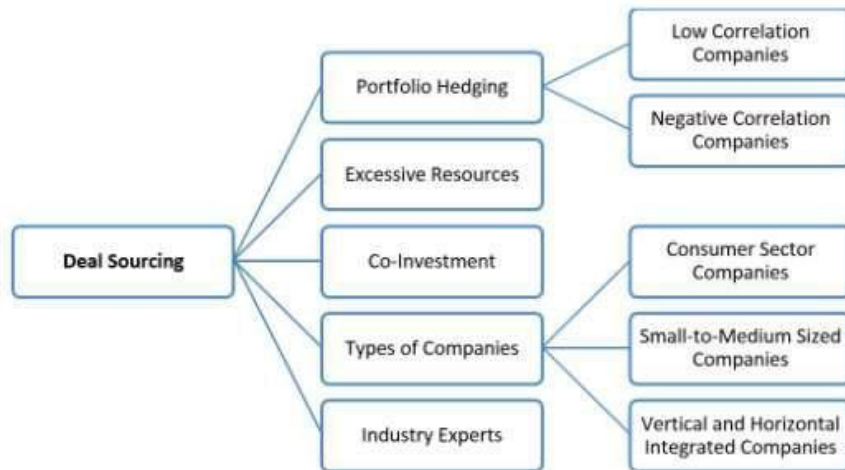 Deal Sourcing
Portfolio Hedging
Low Correlation
Companies
Negative Correlation
Companies
Excessive Resources
Co-Investment
Types of Companies
Consumer Sector
Companies
Small-to-Medium Sized
Companies
Vertical and Horizontal
Integrated Companies
Industry Experts